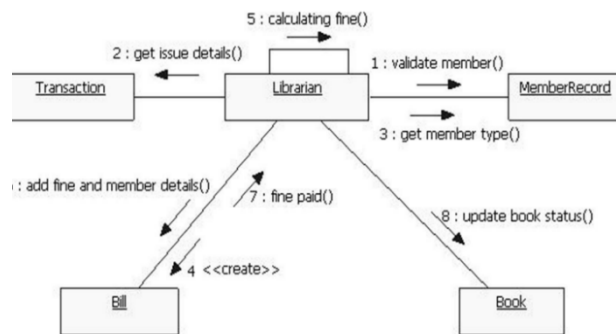 5 : calculating fine()
2 : get issue details()
1 : validate member()
Transaction
Librarian
MemberRecord
3 : get member type()
: add fine and member details()
7 : fine paid()
8 : update book status()
4 <<create>>
Bill
Book